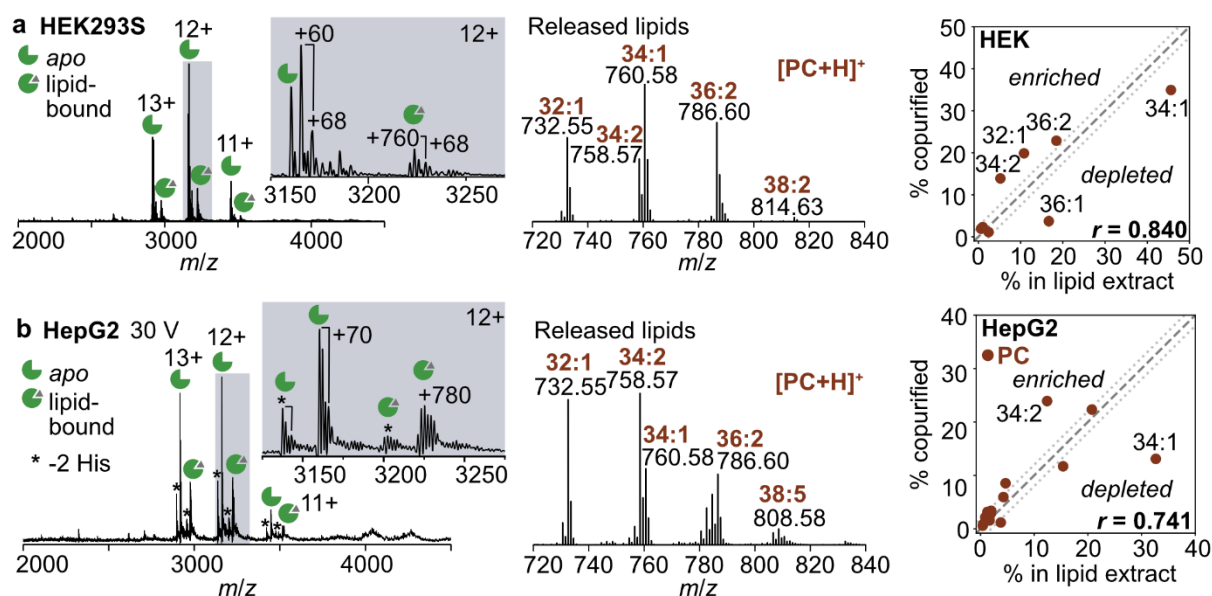 a HEK293S
apo
lipid-
bound
13+
12+
11+
2000 3000 4000
m/z
12+
+60
+68
+760
+68
3150 3200 3250
Released lipids
[PC+H]+
32:1
732.55
34:2
758.57
34:1
760.58
36:2
786.60
38:2
814.63
720 740 760 780 800 820 840
m/z
HEK
enriched
depleted
34:1
36:2
32:1
34:2
36:1
r = 0.840
50
40
30
20
10
0
0 10 20 30 40 50
% copurified
% in lipid extract
b HepG2 30 V
apo
lipid-
bound
* -2 His
13+
12+
11+
* * * * * *
2000 3000 4000
m/z
12+
+70
+780
* *
3150 3200 3250
Released lipids
[PC+H]+
32:1
732.55
34:2
758.57
34:1
760.58
36:2
786.60
38:5
808.58
720 740 760 780 800 820 840
m/z
HepG2
PC
enriched
34:2
34:1
depleted
r = 0.741
40
30
20
10
0
0 10 20 30 40
% copurified
% in lipid extract